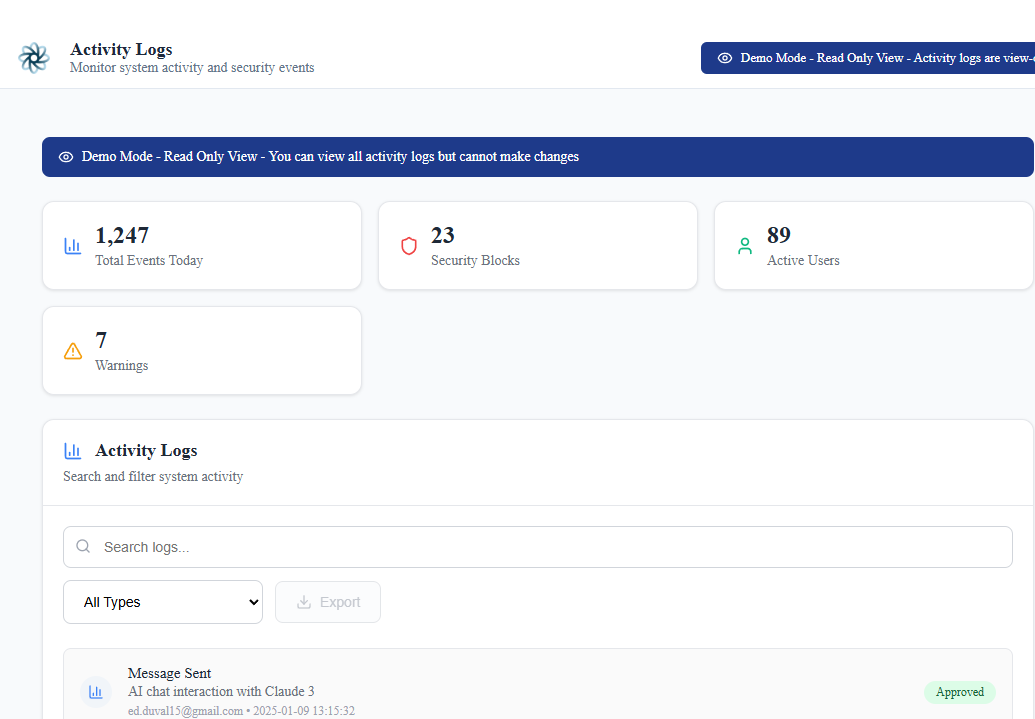 Activity Logs
Monitor system activity and security events
Demo Mode - Read Only View - Activity logs are view-
Demo Mode - Read Only View - You can view all activity logs but cannot make changes
1,247
Total Events Today
23
Security Blocks
89
Active Users
7
Warnings
Activity Logs
Search and filter system activity
Search logs...
All Types
Export
Message Sent
AI chat interaction with Claude 3
ed.duval15@gmail.com • 2025-01-09 13:15:32
Approved